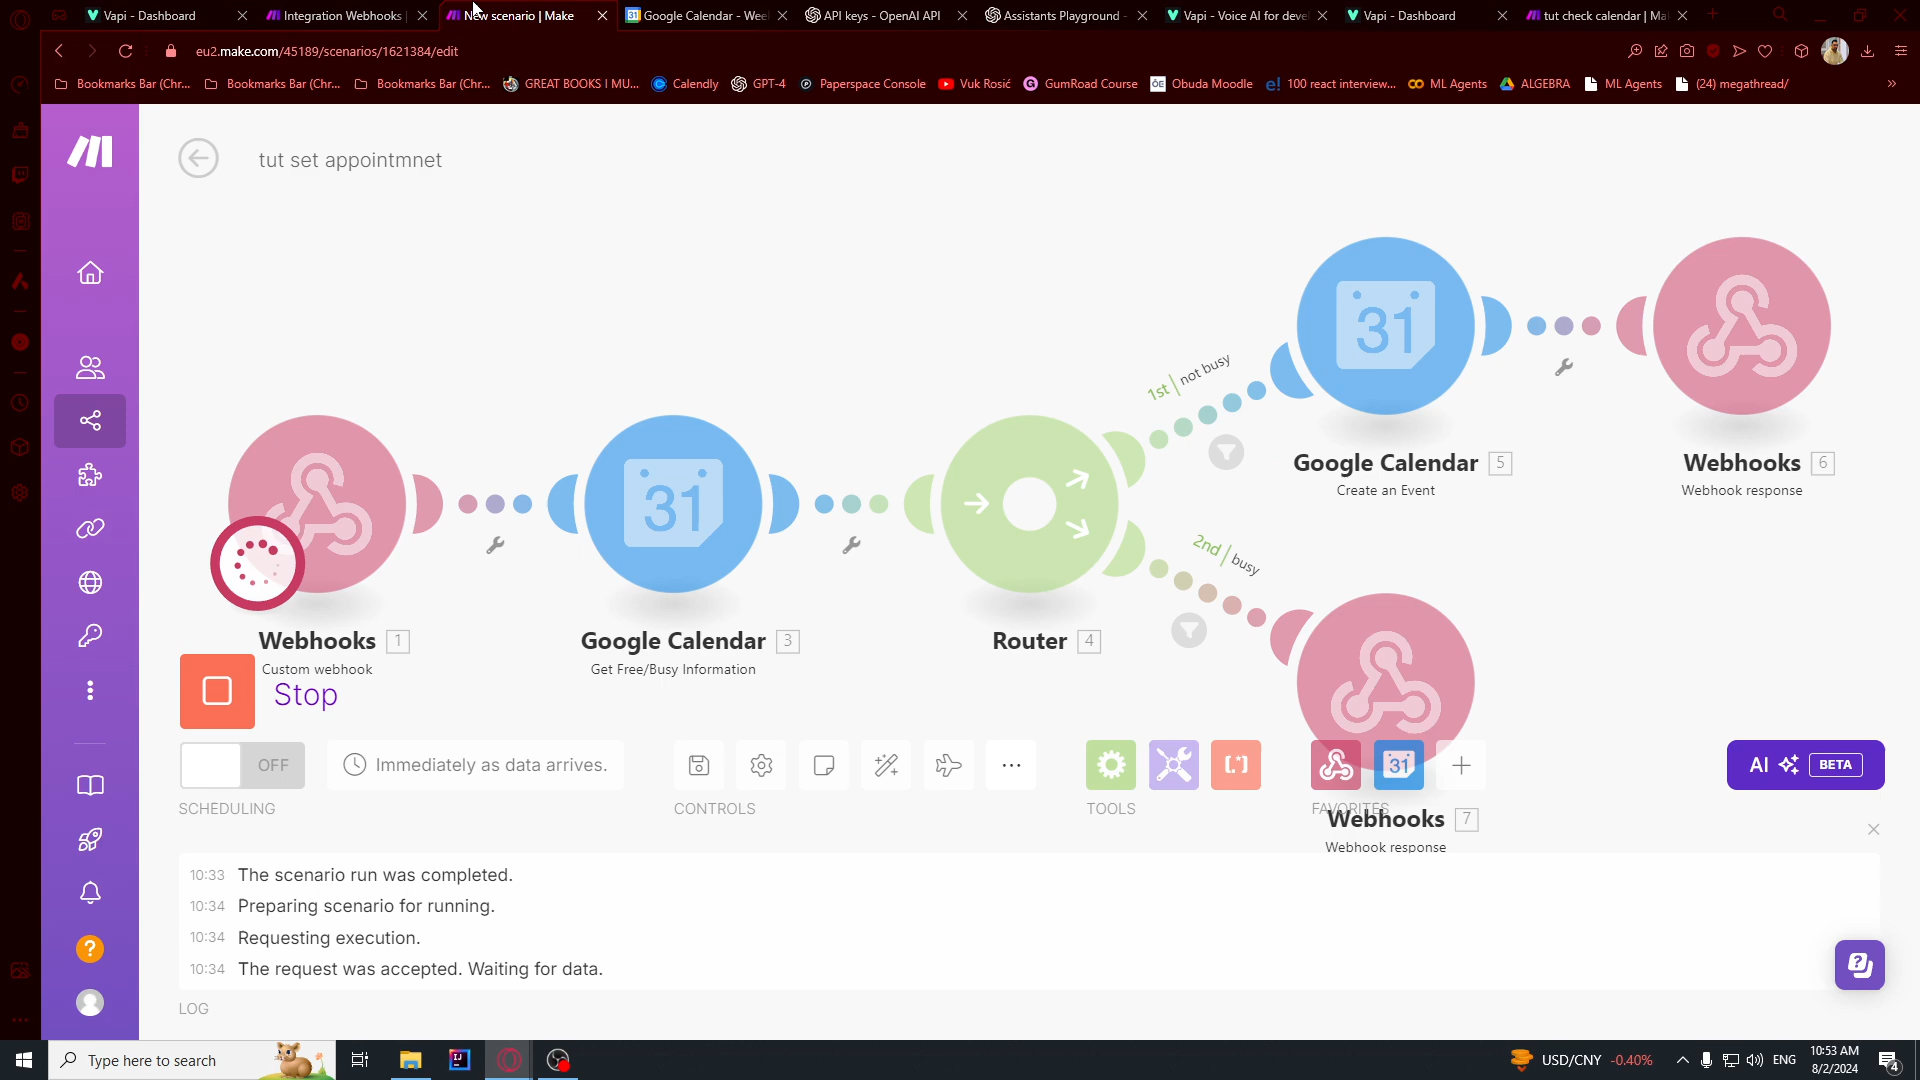 Vapi - Dashboard
Integration Webhooks |
New scenario | Make
Google Calendar - Week
API keys - OpenAI API
Assistants Playground -
Vapi - Voice AI for deve
Vapi - Dashboard
tut check calendar | Ma
eu2.make.com/45189/scenarios/1621384/edit
Bookmarks Bar (Chr...
Bookmarks Bar (Chr...
Bookmarks Bar (Chr...
GREAT BOOKS I MU...
Calendly
GPT-4
Paperspace Console
Vuk Rosić
GumRoad Course
Obuda Moodle
100 react interview...
ML Agents
ALGEBRA
ML Agents
(24) megathread/
tut set appointmnet
1st | not busy
2nd | busy
31
31
Google Calendar 5
Create an Event
Webhooks 6
Webhook response
Webhooks 1
Custom webhook
Google Calendar 3
Get Free/Busy Information
Router 4
Stop
OFF
Immediately as data arrives.
31
AI BETA
SCHEDULING
CONTROLS
TOOLS
FAVORITES
Webhooks 7
Webhook response
10:33 The scenario run was completed.
10:34 Preparing scenario for running.
10:34 Requesting execution.
10:34 The request was accepted. Waiting for data.
LOG
Type here to search
USD/CNY -0.40%
ENG
10:53 AM
8/2/2024
4